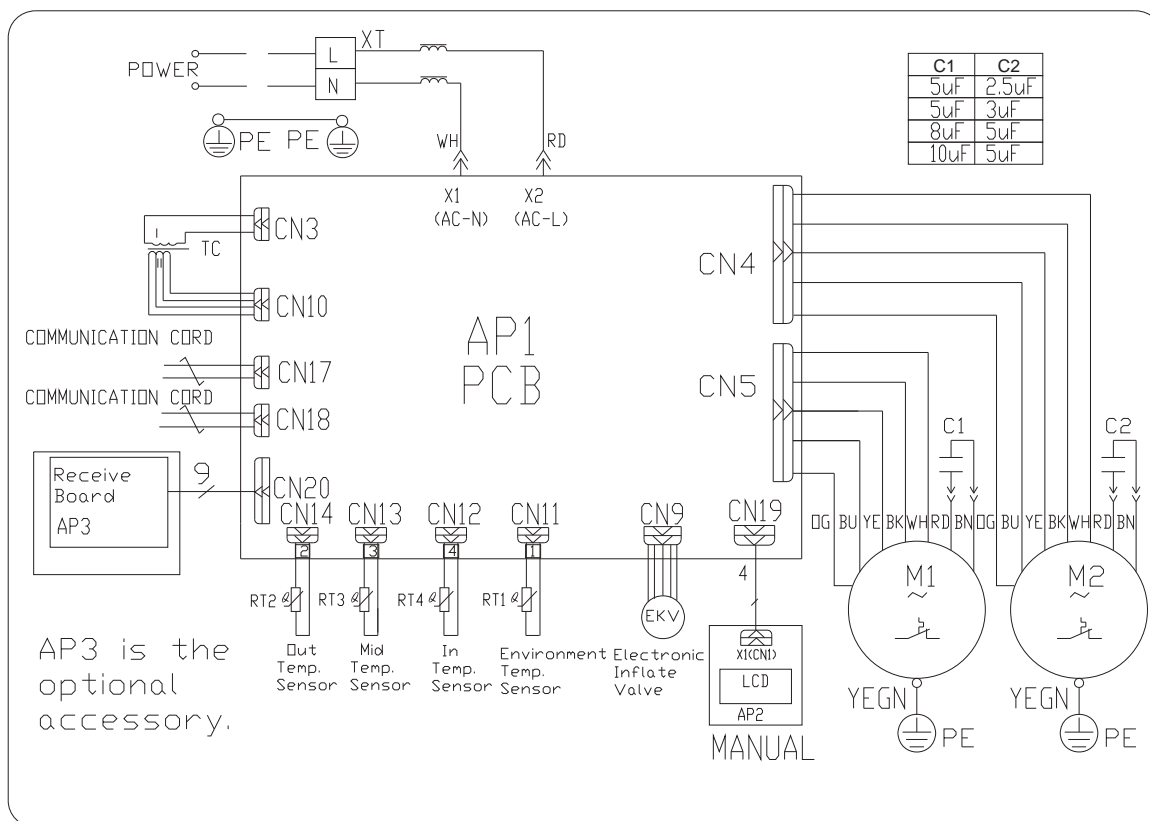 XT
L
POWER
N
PE PE
WH
RD
C1 C2
5uF 2.5uF
5uF 3uF
8uF 5uF
10uF 5uF
X1
(AC-N)
X2
(AC-L)
CN3
I
TC
II
CN10
CN4
AP1
PCB
COMMUNICATION CORD
CN17
CN5
COMMUNICATION CORD
CN18
Receive
Board
AP3
9
CN20
CN14
CN13
CN12
CN11
CN9
CN19
2
3
4
1
4
C1
C2
OG BU YE BK WH RD BN OG BU YE BK WH RD BN
RT2
RT3
RT4
RT1
EKV
M1
~
M2
~
Out
Temp.
Sensor
Mid
Temp.
Sensor
In
Temp.
Sensor
Environment
Temp.
Sensor
Electronic
Inflate
Valve
X1(CN1)
LCD
AP2
MANUAL
AP3 is the
optional
accessory.
YEGN
PE
YEGN
PE